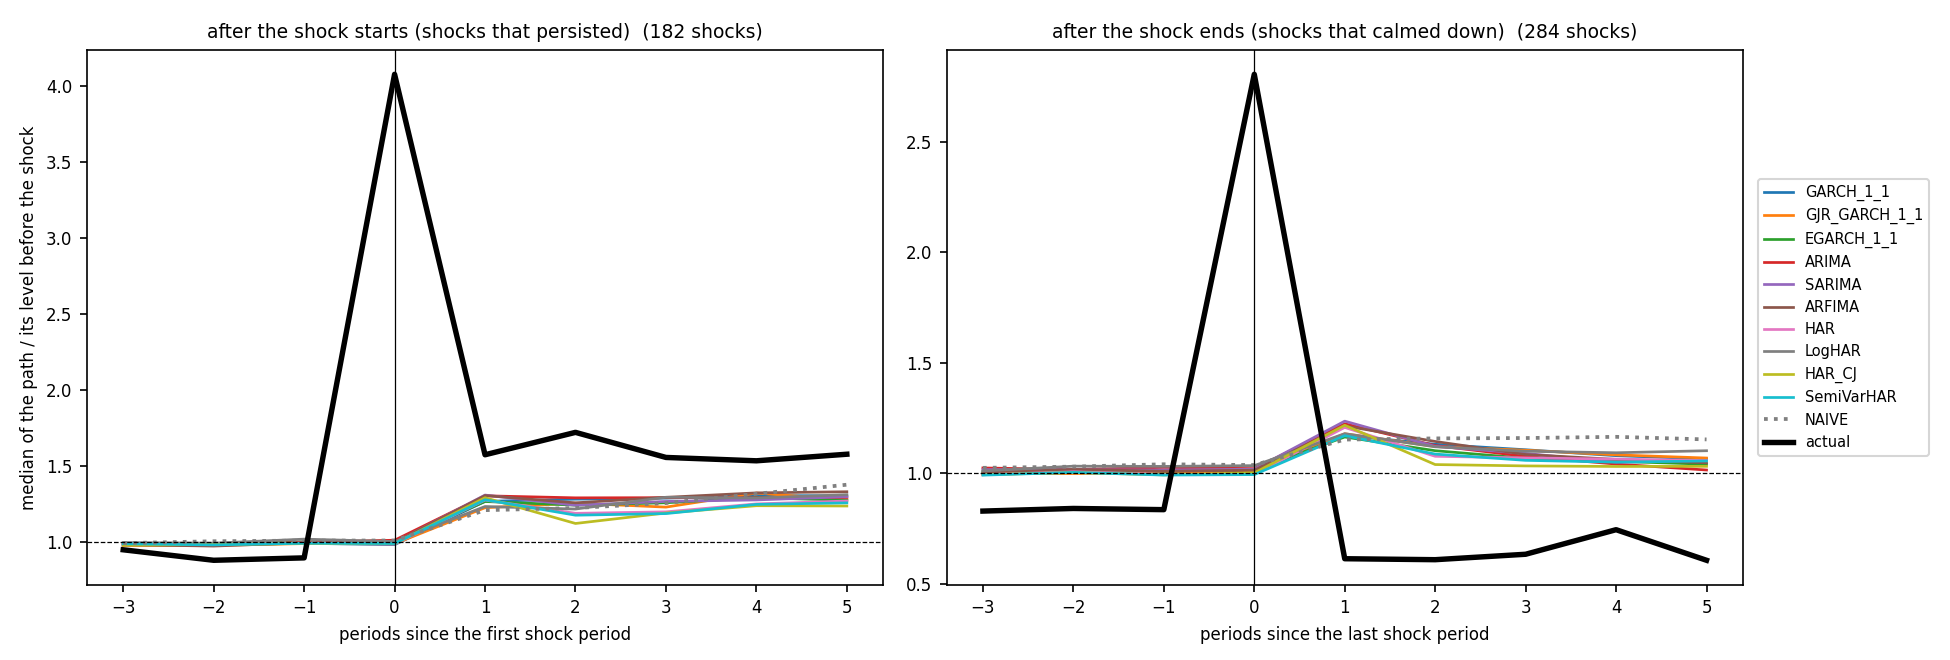 after the shock starts (shocks that persisted)  (182 shocks)
median of the path / its level before the shock
4.0
3.5
3.0
2.5
2.0
1.5
1.0
−3 −2 −1 0 1 2 3 4 5
periods since the first shock period
after the shock ends (shocks that calmed down)  (284 shocks)
2.5
2.0
1.5
1.0
0.5
−3 −2 −1 0 1 2 3 4 5
periods since the last shock period
GARCH_1_1
GJR_GARCH_1_1
EGARCH_1_1
ARIMA
SARIMA
ARFIMA
HAR
LogHAR
HAR_CJ
SemiVarHAR
NAIVE
actual